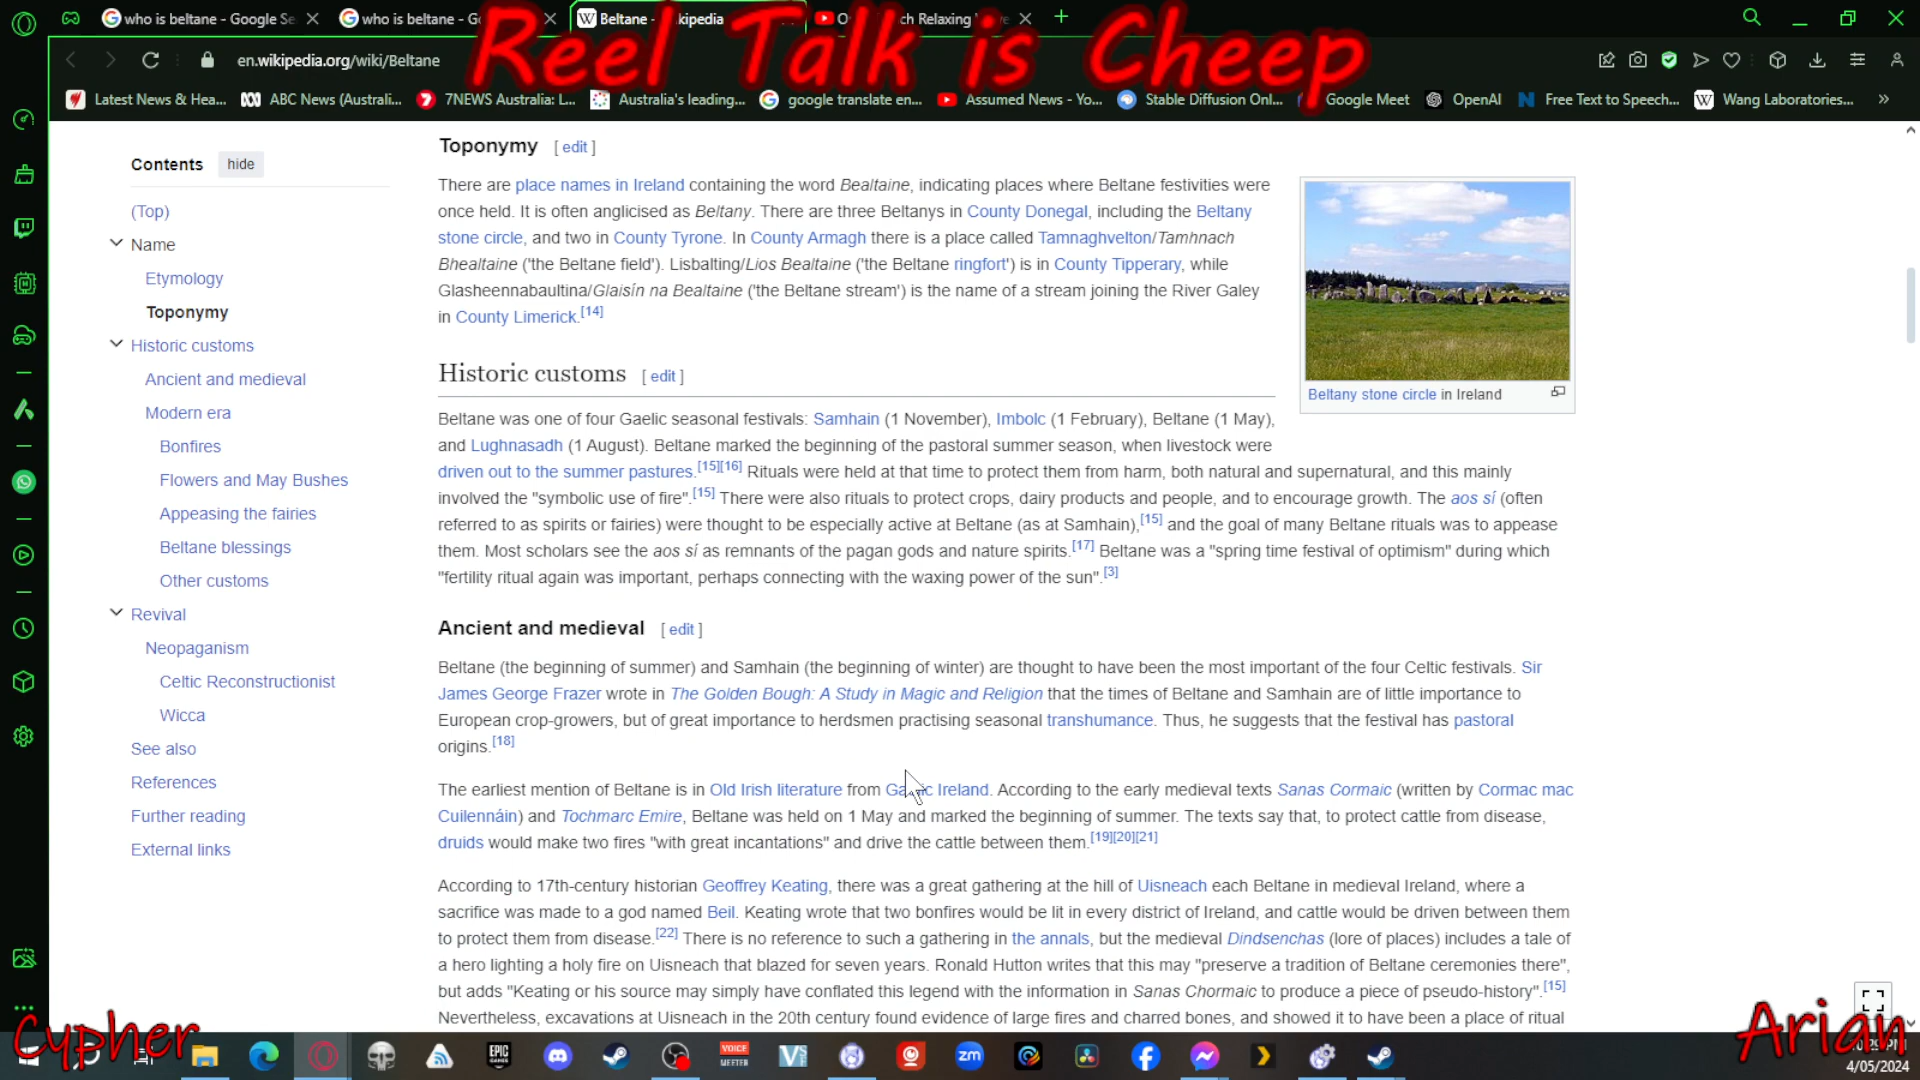 who is beltane - Google Se
who is beltane - G
Beltane -
kipedia
ch Relaxing
Reel Talk is Cheep
en.wikipedia.org/wiki/Beltane
Latest News & Hea...
ABC News (Australi...
7NEWS Australia: L...
Australia's leading...
google translate en...
Assumed News - Yo...
Stable Diffusion Onl...
Google Meet
OpenAI
Free Text to Speech...
Wang Laboratories...
Contents hide
(Top)
Name
Etymology
Toponymy
Historic customs
Ancient and medieval
Modern era
Bonfires
Flowers and May Bushes
Appeasing the fairies
Beltane blessings
Other customs
Revival
Neopaganism
Celtic Reconstructionist
Wicca
See also
References
Further reading
External links
Toponymy [ edit ]
There are place names in Ireland containing the word Bealtaine, indicating places where Beltane festivities were
once held. It is often anglicised as Beltany. There are three Beltanys in County Donegal, including the Beltany
stone circle, and two in County Tyrone. In County Armagh there is a place called Tamnaghvelton/Tamhnach
Bhealtaine ('the Beltane field'). Lisbalting/Lios Bealtaine ('the Beltane ringfort') is in County Tipperary, while
Glasheennabaultina/Glaisín na Bealtaine ('the Beltane stream') is the name of a stream joining the River Galey
in County Limerick.[14]
Beltany stone circle in Ireland
Historic customs [ edit ]
Beltane was one of four Gaelic seasonal festivals: Samhain (1 November), Imbolc (1 February), Beltane (1 May),
and Lughnasadh (1 August). Beltane marked the beginning of the pastoral summer season, when livestock were
driven out to the summer pastures.[15][16] Rituals were held at that time to protect them from harm, both natural and supernatural, and this mainly
involved the "symbolic use of fire".[15] There were also rituals to protect crops, dairy products and people, and to encourage growth. The aos sí (often
referred to as spirits or fairies) were thought to be especially active at Beltane (as at Samhain),[15] and the goal of many Beltane rituals was to appease
them. Most scholars see the aos sí as remnants of the pagan gods and nature spirits.[17] Beltane was a "spring time festival of optimism" during which
"fertility ritual again was important, perhaps connecting with the waxing power of the sun".[3]
Ancient and medieval [ edit ]
Beltane (the beginning of summer) and Samhain (the beginning of winter) are thought to have been the most important of the four Celtic festivals. Sir
James George Frazer wrote in The Golden Bough: A Study in Magic and Religion that the times of Beltane and Samhain are of little importance to
European crop-growers, but of great importance to herdsmen practising seasonal transhumance. Thus, he suggests that the festival has pastoral
origins.[18]
The earliest mention of Beltane is in Old Irish literature from Gaelic Ireland. According to the early medieval texts Sanas Cormaic (written by Cormac mac
Cuilennáin) and Tochmarc Emire, Beltane was held on 1 May and marked the beginning of summer. The texts say that, to protect cattle from disease,
druids would make two fires "with great incantations" and drive the cattle between them.[19][20][21]
According to 17th-century historian Geoffrey Keating, there was a great gathering at the hill of Uisneach each Beltane in medieval Ireland, where a
sacrifice was made to a god named Beil. Keating wrote that two bonfires would be lit in every district of Ireland, and cattle would be driven between them
to protect them from disease.[22] There is no reference to such a gathering in the annals, but the medieval Dindsenchas (lore of places) includes a tale of
a hero lighting a holy fire on Uisneach that blazed for seven years. Ronald Hutton writes that this may "preserve a tradition of Beltane ceremonies there",
but adds "Keating or his source may simply have conflated this legend with the information in Sanas Chormaic to produce a piece of pseudo-history".[15]
Nevertheless, excavations at Uisneach in the 20th century found evidence of large fires and charred bones, and showed it to have been a place of ritual
Cypher
Arian
EPIC GAMES
VOICE MEETER
zm
4/05/2024